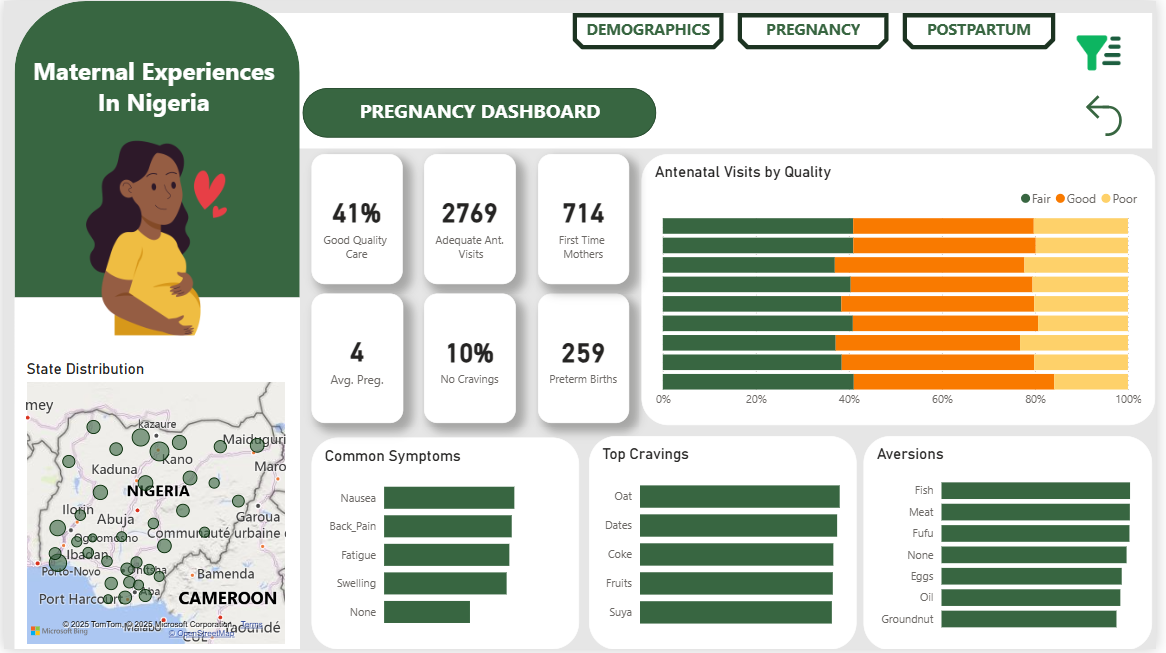 Maternal Experiences
In Nigeria
DEMOGRAPHICS
PREGNANCY
POSTPARTUM
PREGNANCY DASHBOARD
41%
Good Quality
Care
2769
Adequate Ant.
Visits
714
First Time
Mothers
4
Avg. Preg.
10%
No Cravings
259
Preterm Births
Antenatal Visits by Quality
Fair Good Poor
0% 20% 40% 60% 80% 100%
State Distribution
mey
kazaure
Maiduguri
Kano
Maro
Kaduna
NIGERIA
Ilorin
Abuja
Garoua
Ogbomosho
Communauté urbaine
Ibadan
Porto-Novo
Onitsha
Bamenda
Port Harcourt
Aba
CAMEROON
© 2025 TomTom, © 2025 Microsoft Corporation, Terms
Microsoft Bing
Malabo
Yaoundé
© OpenStreetMap
Common Symptoms
Nausea
Back_Pain
Fatigue
Swelling
None
Top Cravings
Oat
Dates
Coke
Fruits
Suya
Aversions
Fish
Meat
Fufu
None
Eggs
Oil
Groundnut